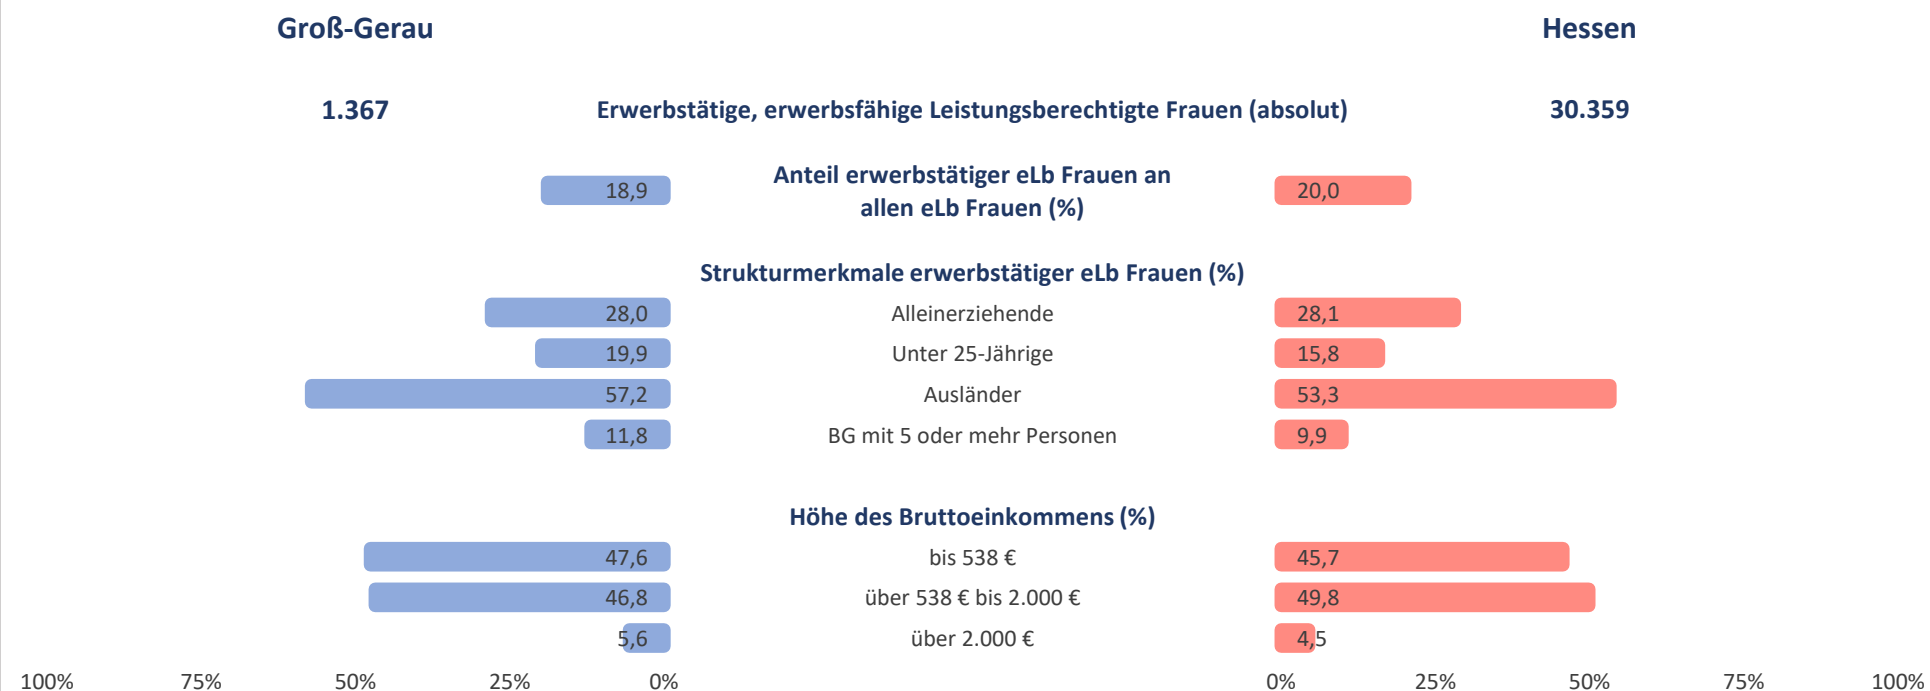 Groß-Gerau Hessen
1.367 Erwerbstätige, erwerbsfähige Leistungsberechtigte Frauen (absolut) 30.359
Anteil erwerbstätiger eLb Frauen an
allen eLb Frauen (%)
18,9 20,0
Strukturmerkmale erwerbstätiger eLb Frauen (%)
28,0 Alleinerziehende 28,1
19,9 Unter 25-Jährige 15,8
57,2 Ausländer 53,3
11,8 BG mit 5 oder mehr Personen 9,9
Höhe des Bruttoeinkommens (%)
47,6 bis 538 € 45,7
46,8 über 538 € bis 2.000 € 49,8
5,6 über 2.000 € 4,5
100% 75% 50% 25% 0% 0% 25% 50% 75% 100%